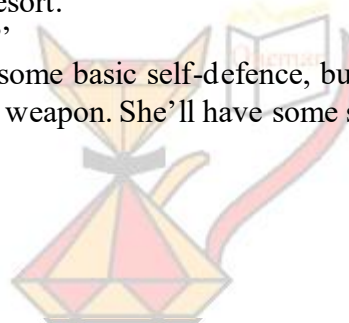 esort.
”
some basic self-defence, bu
weapon. She’ll have some s